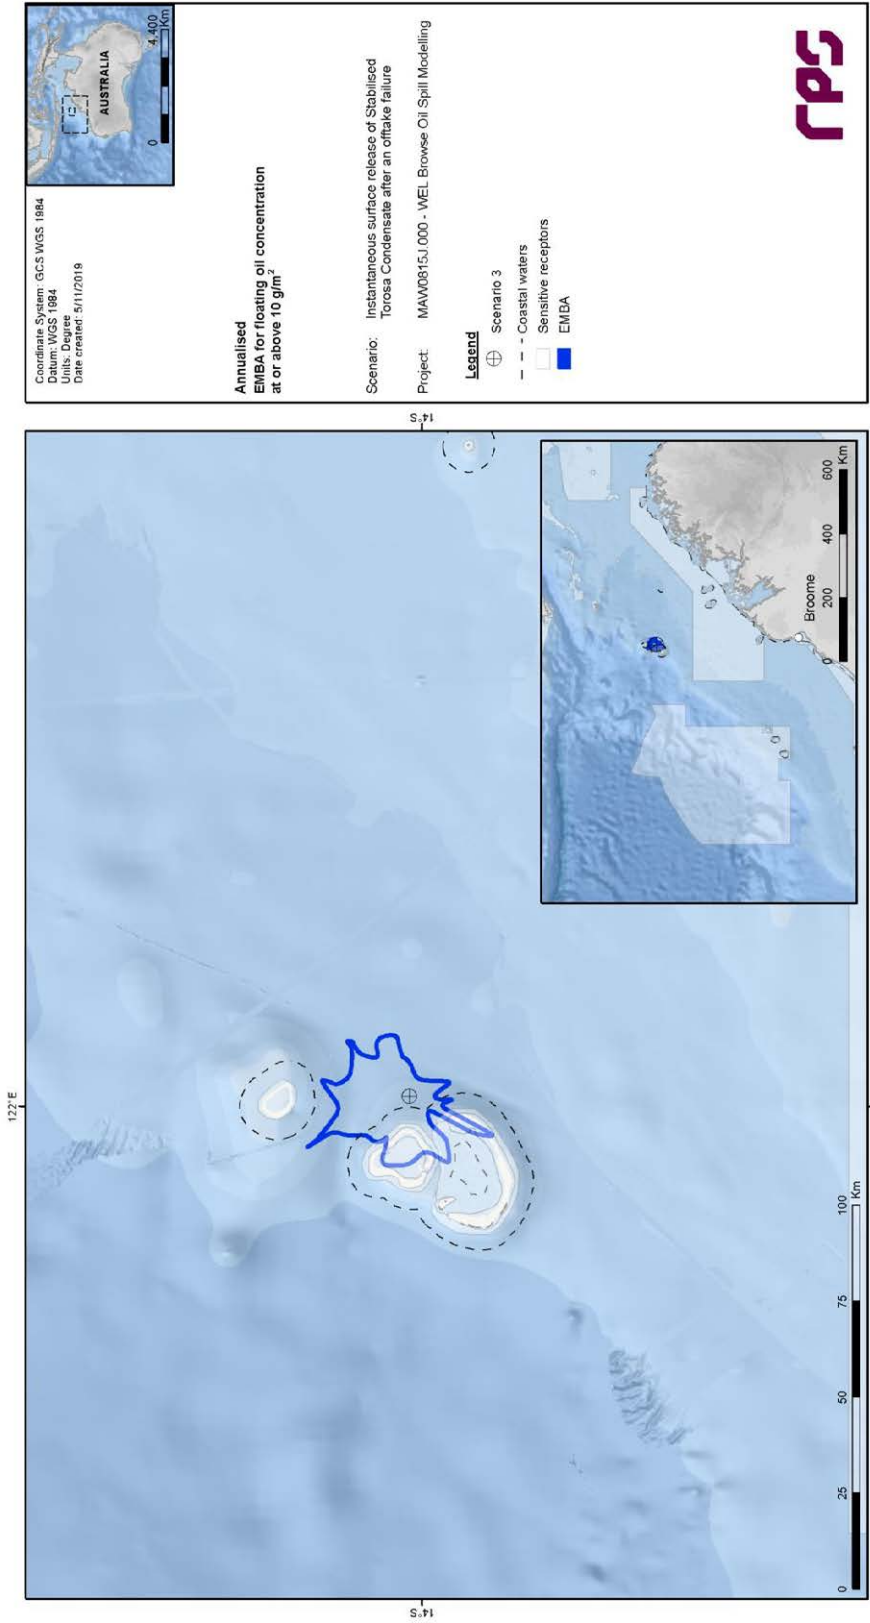 Coordinate System: GCS WGS 1984
Datum: WGS 1984
Units: Degree
Date created: 5/11/2019
AUSTRALIA
0 4,400 Km
Annualised
EMBA for floating oil concentration
at or above 10 g/m²
Scenario: Instantaneous surface release of Stabilised
Torosa Condensate after an offtake failure
Project: MAW0815J.000 - WEL Browse Oil Spill Modelling
Legend
Scenario 3
Coastal waters
Sensitive receptors
EMBA
rps
122°E
14°S
14°S
0 25 50 75 100 Km
Broome
0 200 400 600 Km